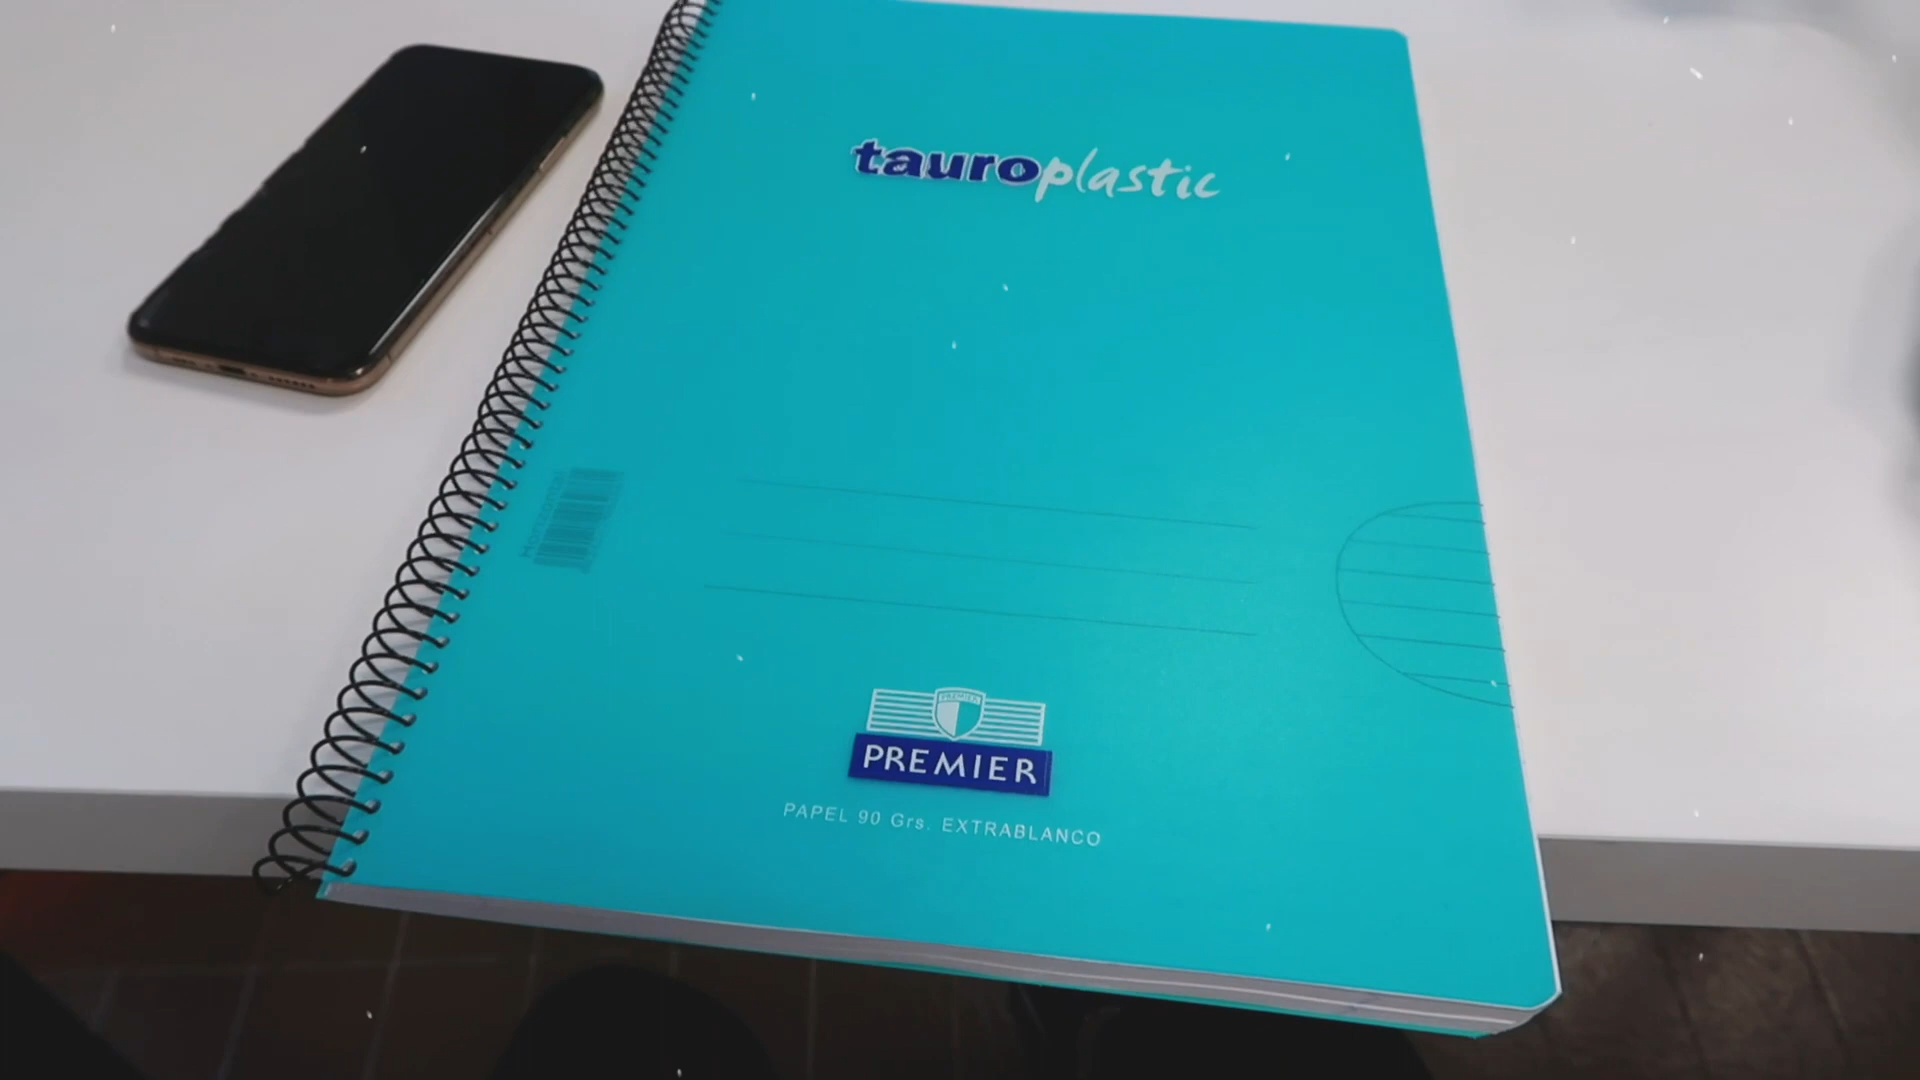 tauroplastic
PREMIER
PREMIER
PAPEL 90 Grs. EXTRABLANCO